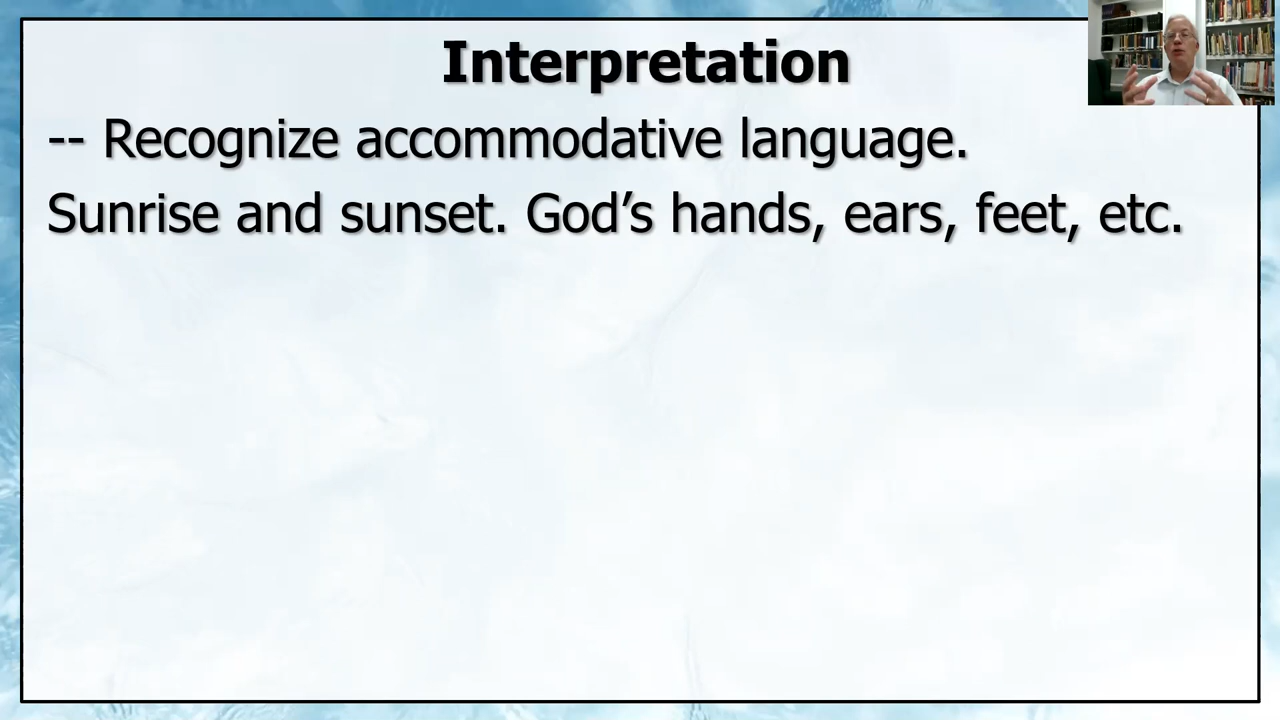 Interpretation
-- Recognize accommodative language.
Sunrise and sunset. God’s hands, ears, feet, etc.